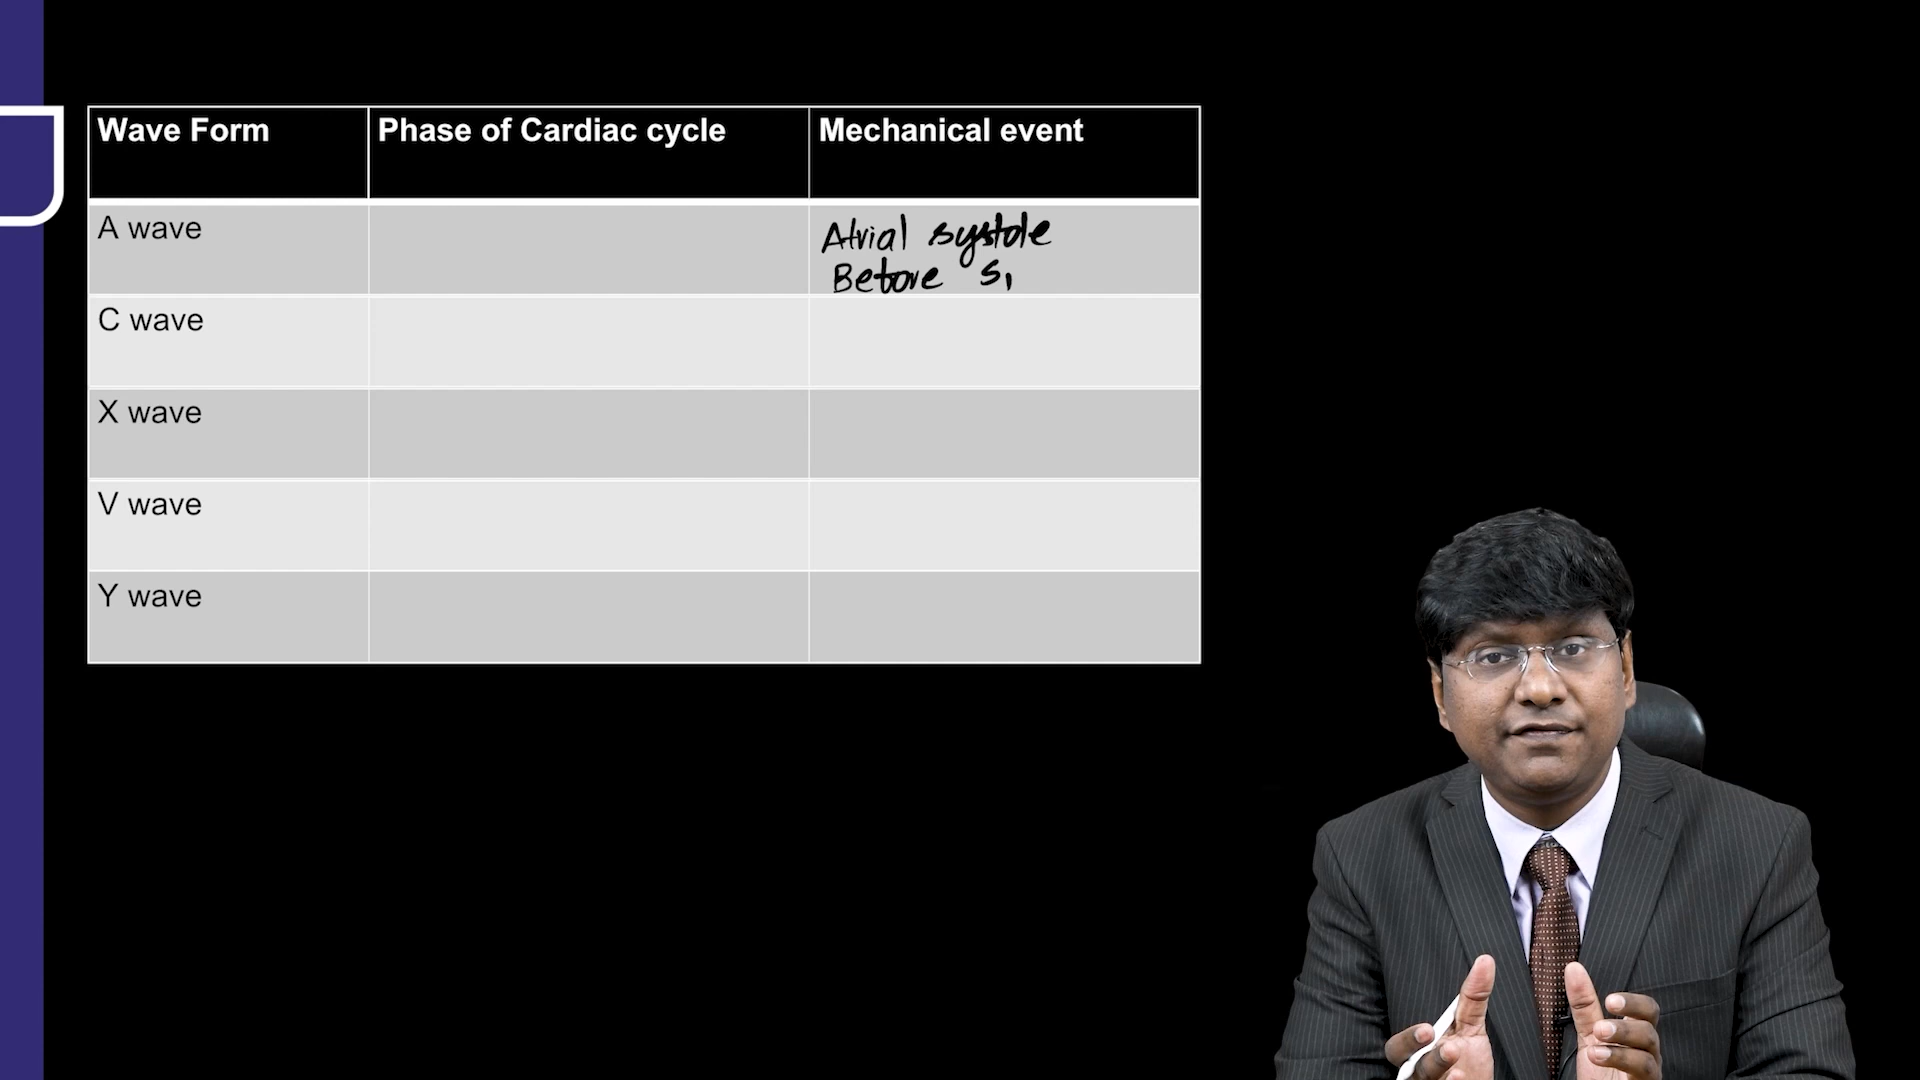 Wave Form Phase of Cardiac cycle Mechanical event
A wave Atrial systole
Before S1
C wave
X wave
V wave
Y wave